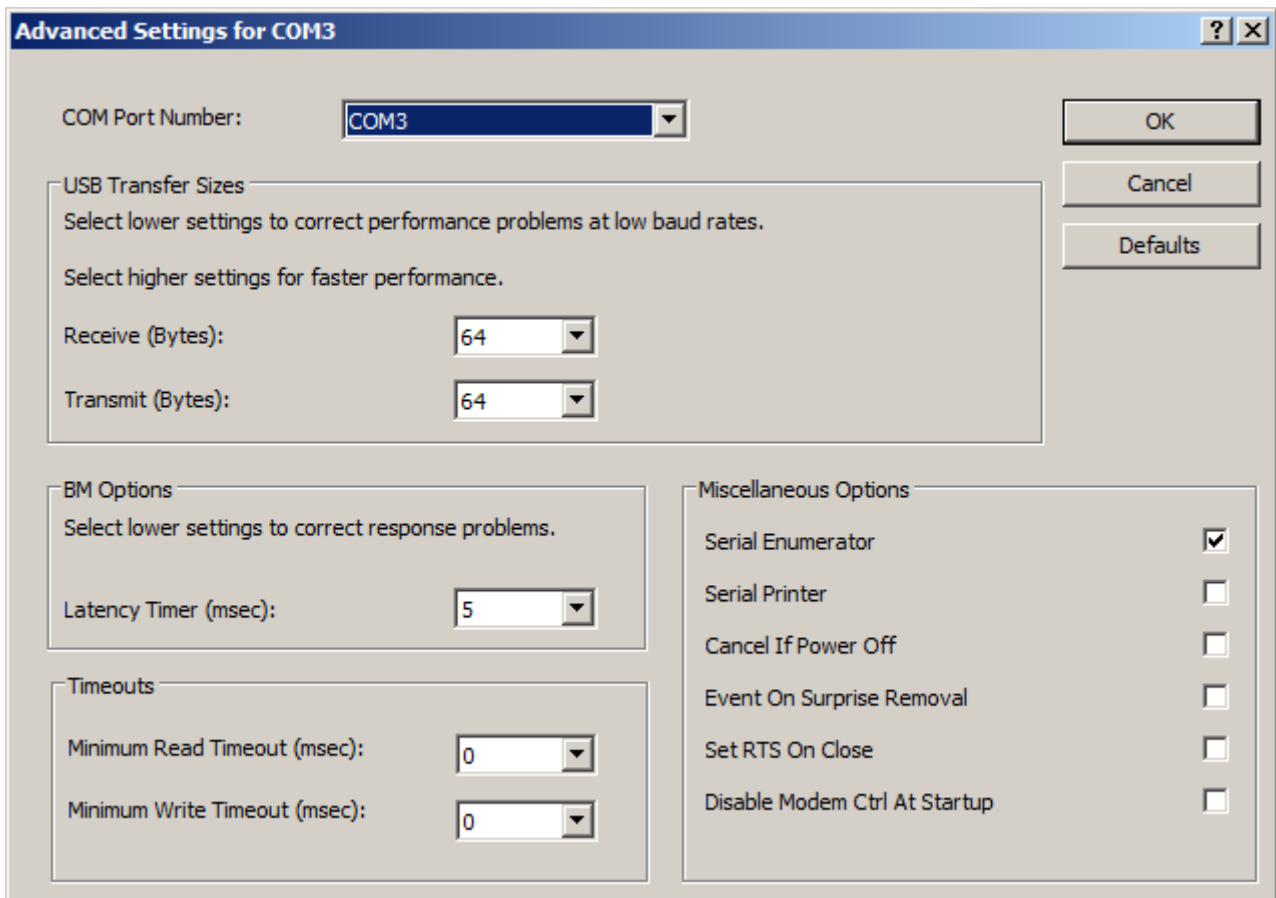 Advanced Settings for COM3
COM Port Number:
COM3
OK
Cancel
Defaults
USB Transfer Sizes
Select lower settings to correct performance problems at low baud rates.
Select higher settings for faster performance.
Receive (Bytes):
64
Transmit (Bytes):
64
BM Options
Select lower settings to correct response problems.
Latency Timer (msec):
5
Timeouts
Minimum Read Timeout (msec):
0
Minimum Write Timeout (msec):
0
Miscellaneous Options
Serial Enumerator
Serial Printer
Cancel If Power Off
Event On Surprise Removal
Set RTS On Close
Disable Modem Ctrl At Startup